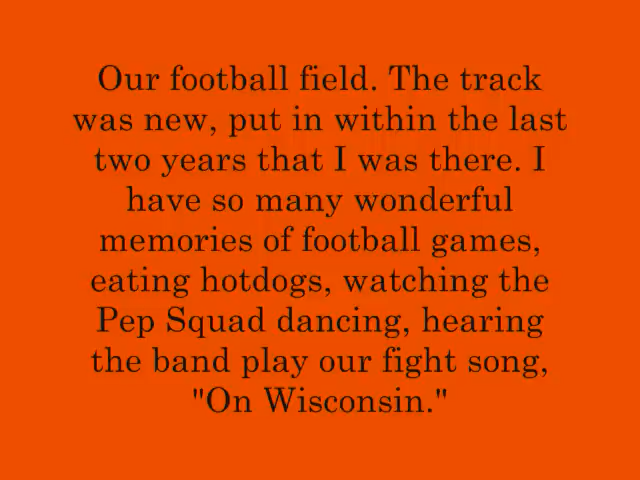 Our football field. The track
was new, put in within the last
two years that I was there. I
have so many wonderful
memories of football games,
eating hotdogs, watching the
Pep Squad dancing, hearing
the band play our fight song,
"On Wisconsin."